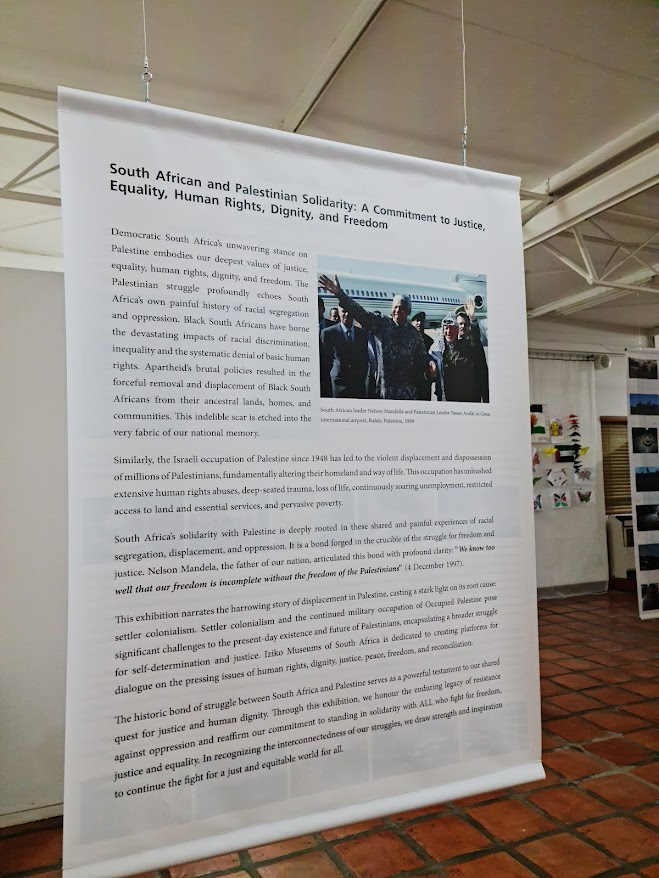 South African and Palestinian Solidarity: A Commitment to Justice,
Equality, Human Rights, Dignity, and Freedom
Democratic South Africa's unwavering stance on
Palestine embodies our deepest values of justice,
equality, human rights, dignity, and freedom. The
Palestinian struggle profoundly echoes South
Africa's own painful history of racial segregation
and oppression. Black South Africans have borne
the devastating impacts of racial discrimination,
inequality and the systematic denial of basic human
rights. Apartheid's brutal policies resulted in the
forceful removal and displacement of Black South
Africans from their ancestral lands, homes, and
communities. This indelible scar is etched into the
very fabric of our national memory.
South African leader Nelson Mandela and Palestinian Leader Yasser Arafat in Gaza
international airport, Rafah, Palestine, 1999
Similarly, the Israeli occupation of Palestine since 1948 has led to the violent displacement and dispossession
of millions of Palestinians, fundamentally altering their homeland and way of life. This occupation has unleashed
extensive human rights abuses, deep-seated trauma, loss of life, continuously soaring unemployment, restricted
access to land and essential services, and pervasive poverty.
South Africa's solidarity with Palestine is deeply rooted in these shared and painful experiences of racial
segregation, displacement, and oppression. It is a bond forged in the crucible of the struggle for freedom and
justice. Nelson Mandela, the father of our nation, articulated this bond with profound clarity: "We know too
well that our freedom is incomplete without the freedom of the Palestinians" (4 December 1997).
This exhibition narrates the harrowing story of displacement in Palestine, casting a stark light on its root cause:
settler colonialism. Settler colonialism and the continued military occupation of Occupied Palestine pose
significant challenges to the present-day existence and future of Palestinians, encapsulating a broader struggle
for self-determination and justice. Iziko Museums of South Africa is dedicated to creating platforms for
dialogue on the pressing issues of human rights, dignity, justice, peace, freedom, and reconciliation.
The historic bond of struggle between South Africa and Palestine serves as a powerful testament to our shared
quest for justice and human dignity. Through this exhibition, we honour the enduring legacy of resistance
against oppression and reaffirm our commitment to standing in solidarity with ALL who fight for freedom,
justice and equality. In recognizing the interconnectedness of our struggles, we draw strength and inspiration
to continue the fight for a just and equitable world for all.